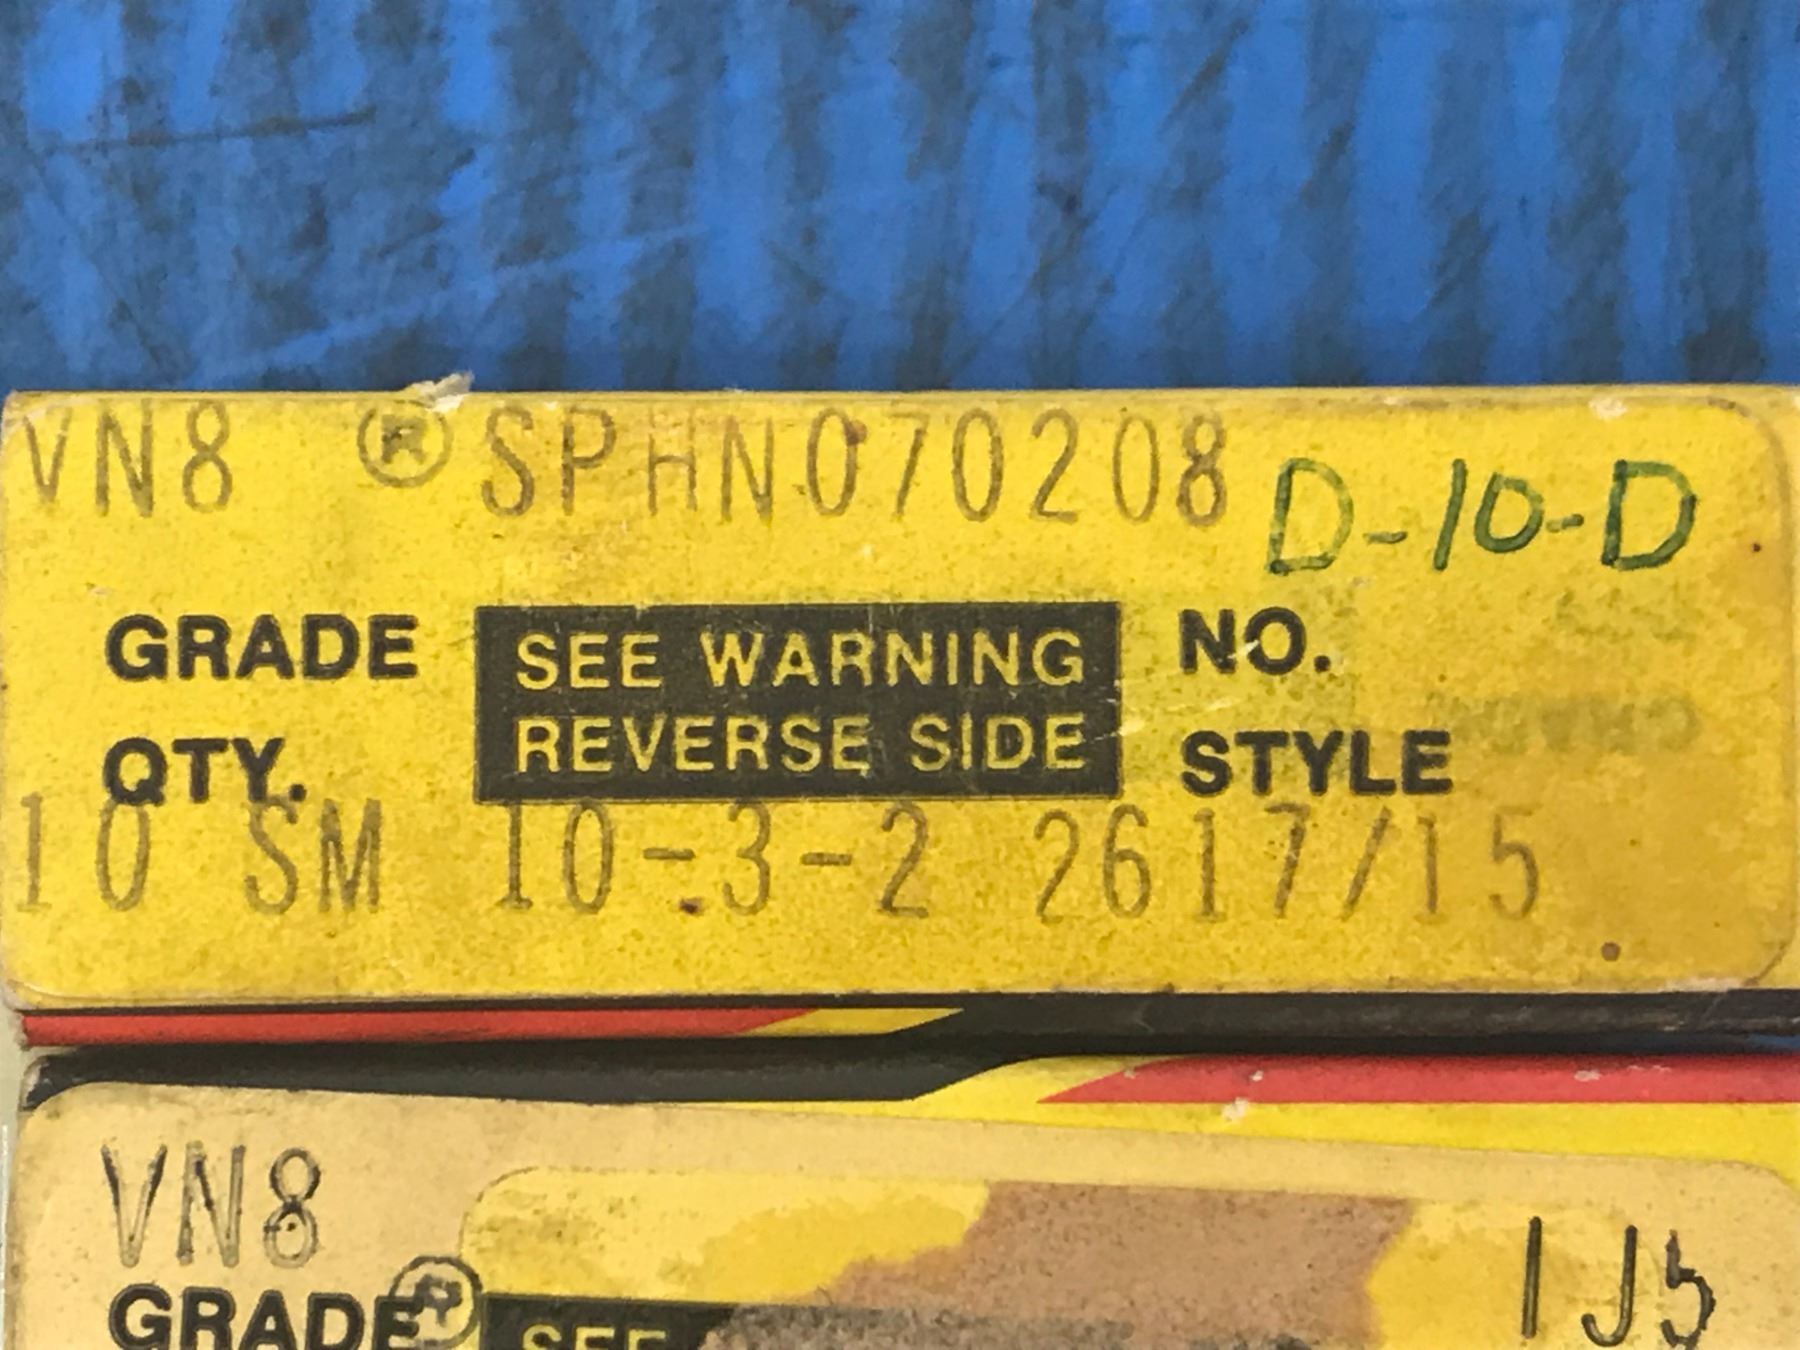 VN8 ® SPHN070208 D-10-D
GRADE SEE WARNING NO.
QTY. REVERSE SIDE STYLE
10 SM 10-3-2 2617/15
VN8
1J5
GRADE ® SEE